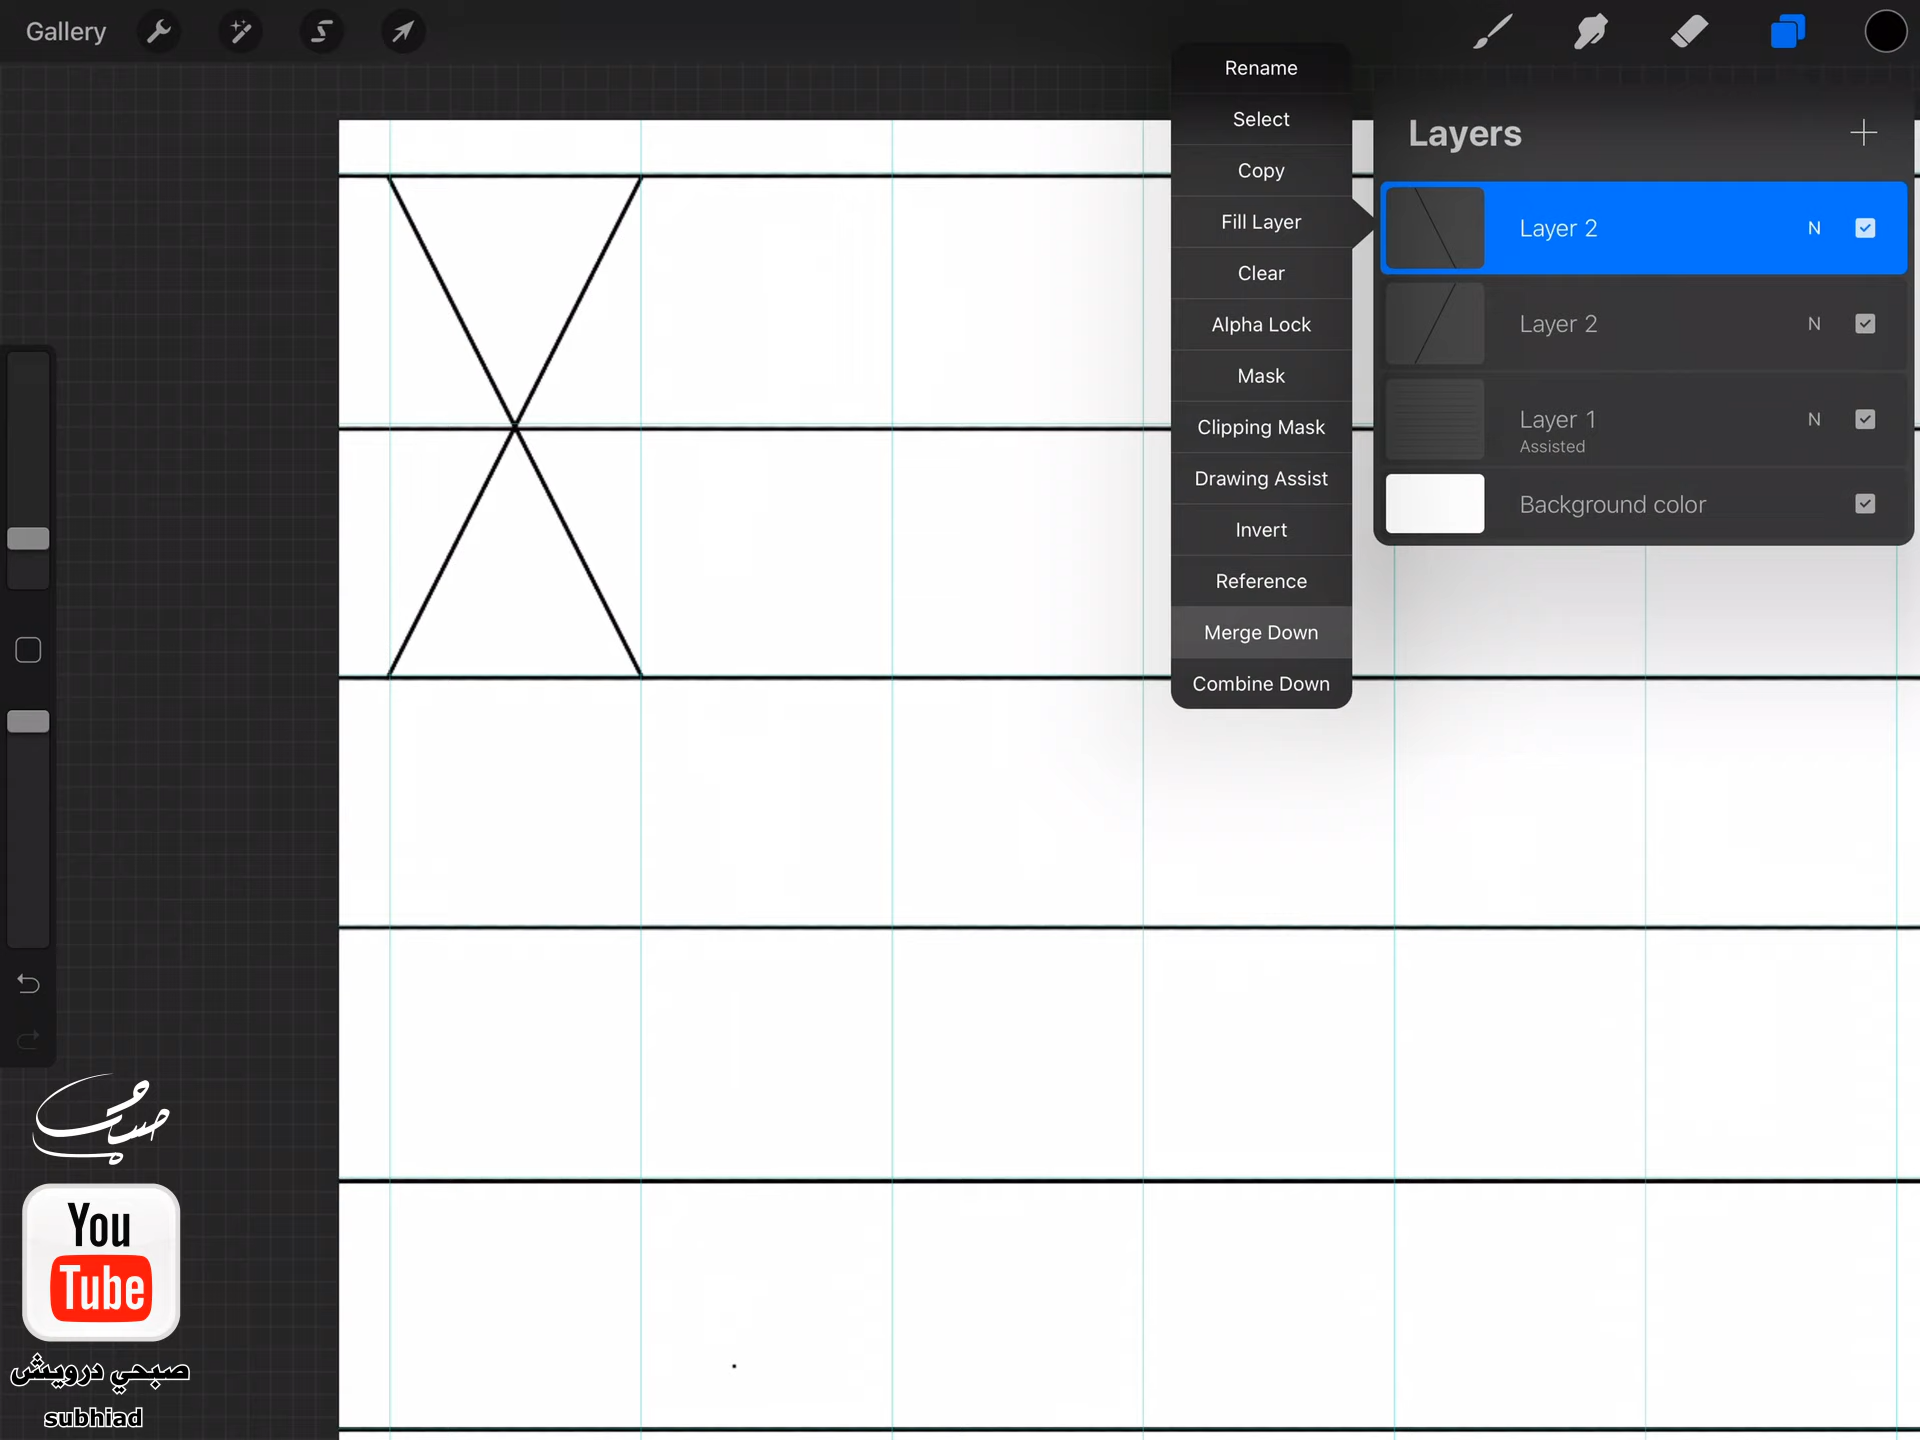 Gallery
Rename
Select
Copy
Fill Layer
Clear
Alpha Lock
Mask
Clipping Mask
Drawing Assist
Invert
Reference
Merge Down
Combine Down
Layers
Layer 2 N
Layer 2 N
Layer 1 N
Assisted
Background color
صبحي
You
Tube
صبحي درويش
subhiad